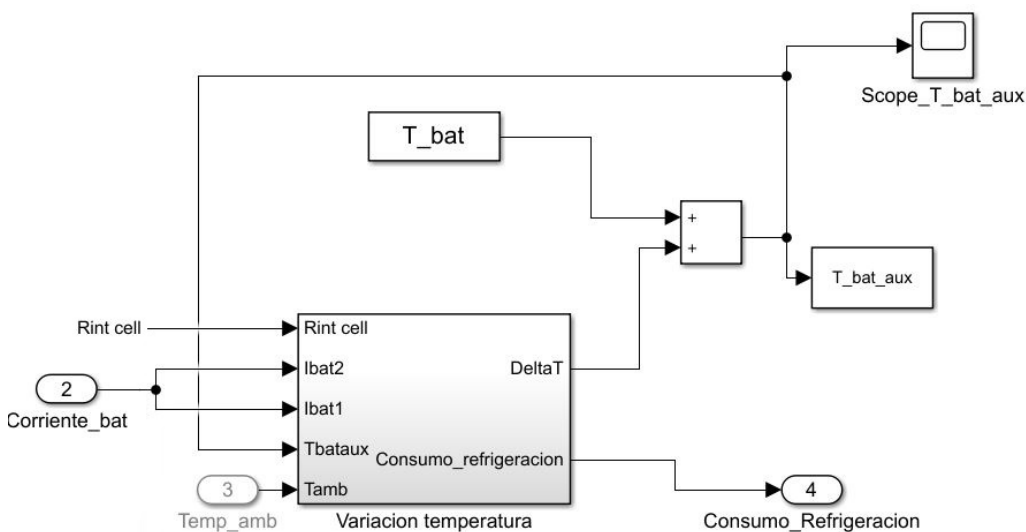 Scope_T_bat_aux
T_bat
+
+
T_bat_aux
Rint cell
Rint cell
Ibat2
DeltaT
2
Ibat1
Corriente_bat
Tbataux
Consumo_refrigeracion
3
Tamb
4
Temp_amb
Variacion temperatura
Consumo_Refrigeracion